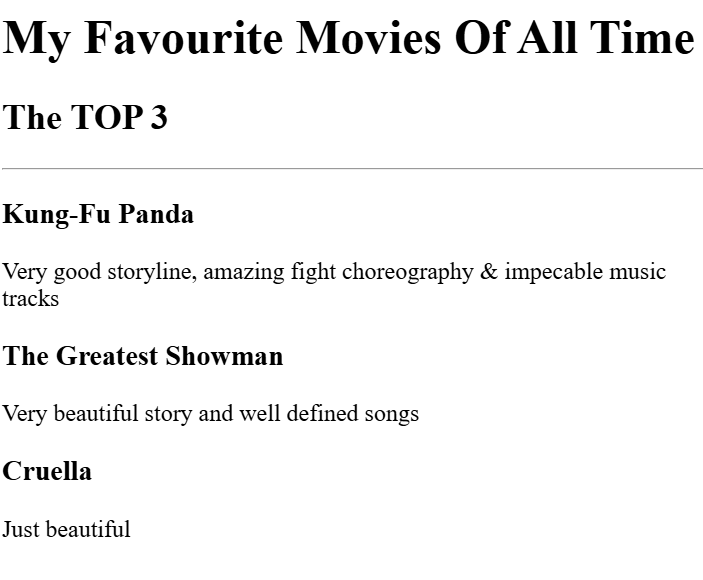 My Favourite Movies Of All Time
The TOP 3
Kung-Fu Panda
Very good storyline, amazing fight choreography & impecable music
tracks
The Greatest Showman
Very beautiful story and well defined songs
Cruella
Just beautiful